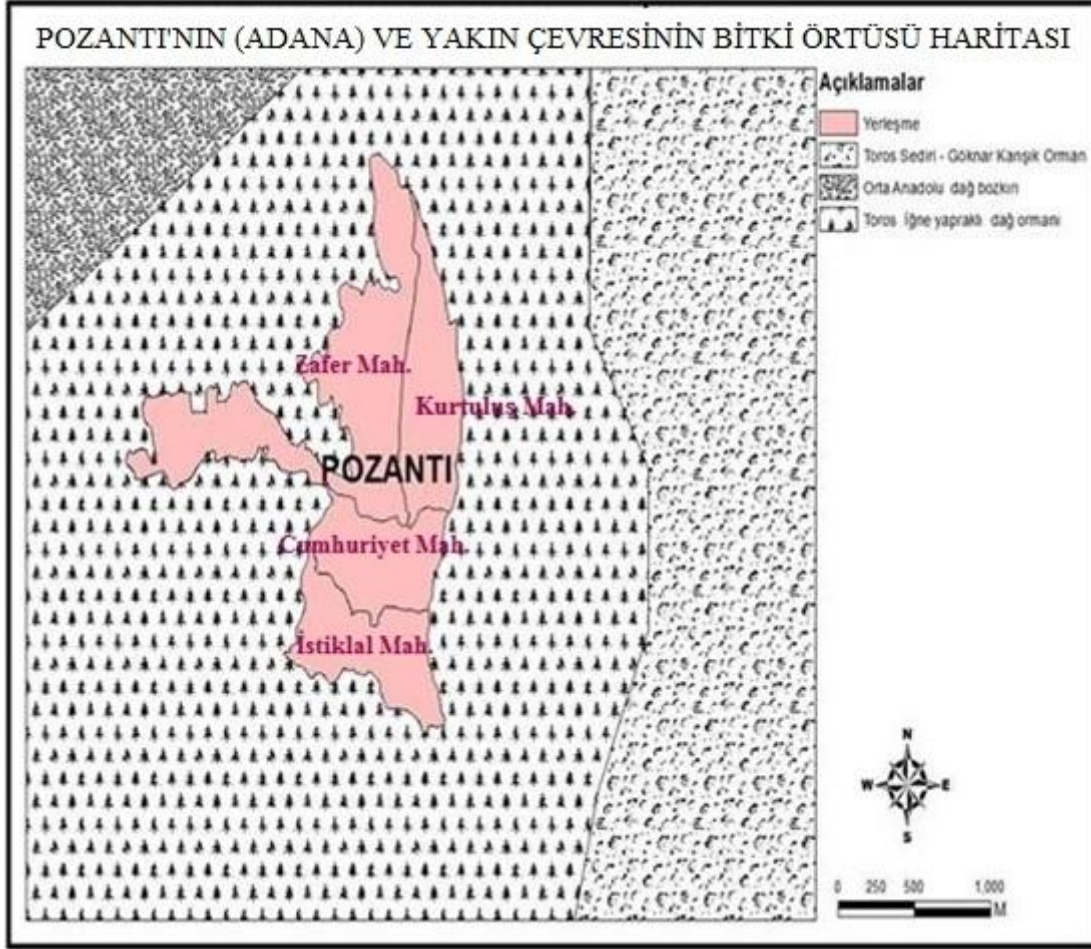 POZANTI'NIN (ADANA) VE YAKIN ÇEVRESİNİN BİTKİ ÖRTÜSÜ HARİTASI
Açıklamalar
Yerleşme
Toros Sediri - Göknar Karışık Orman
Orta Anadolu dağ bozkırı
Toros İğne yapraklı dağ ormanı
Zafer Mah.
Kurtuluş Mah.
POZANTI
Cumhuriyet Mah.
İstiklal Mah.
N
W E
S
0 250 500 1,000
M